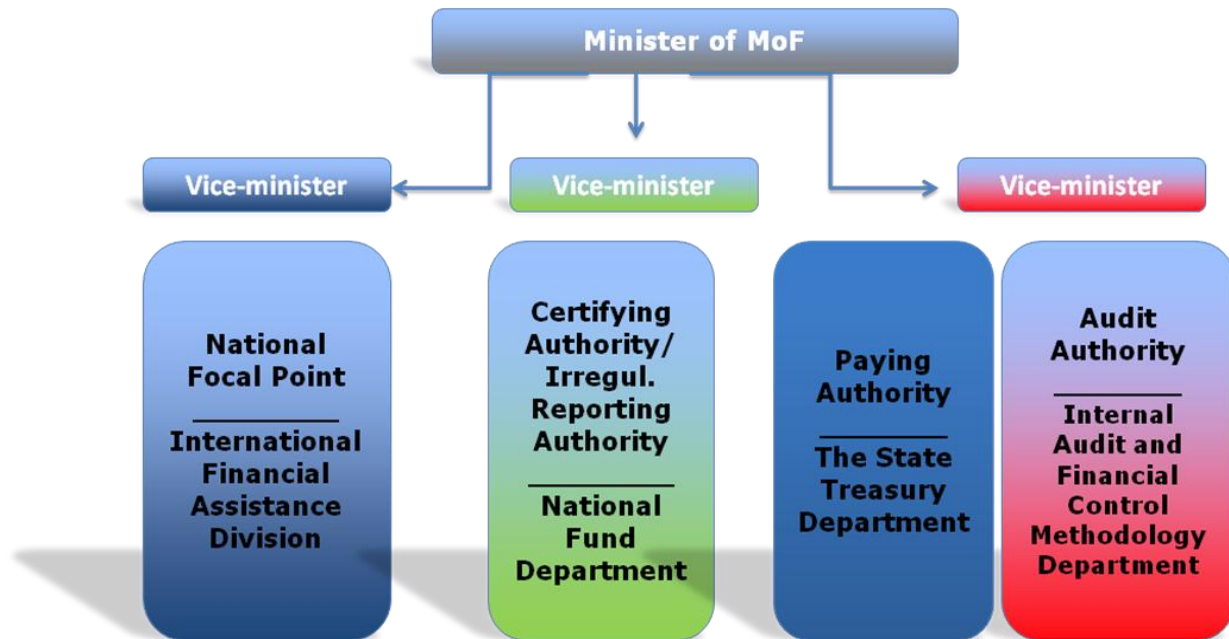 Minister of MoF
Vice-minister
Vice-minister
Vice-minister
National
Focal Point
International
Financial
Assistance
Division
Certifying
Authority/
Irregul.
Reporting
Authority
National
Fund
Department
Paying
Authority
The State
Treasury
Department
Audit
Authority
Internal
Audit and
Financial
Control
Methodology
Department